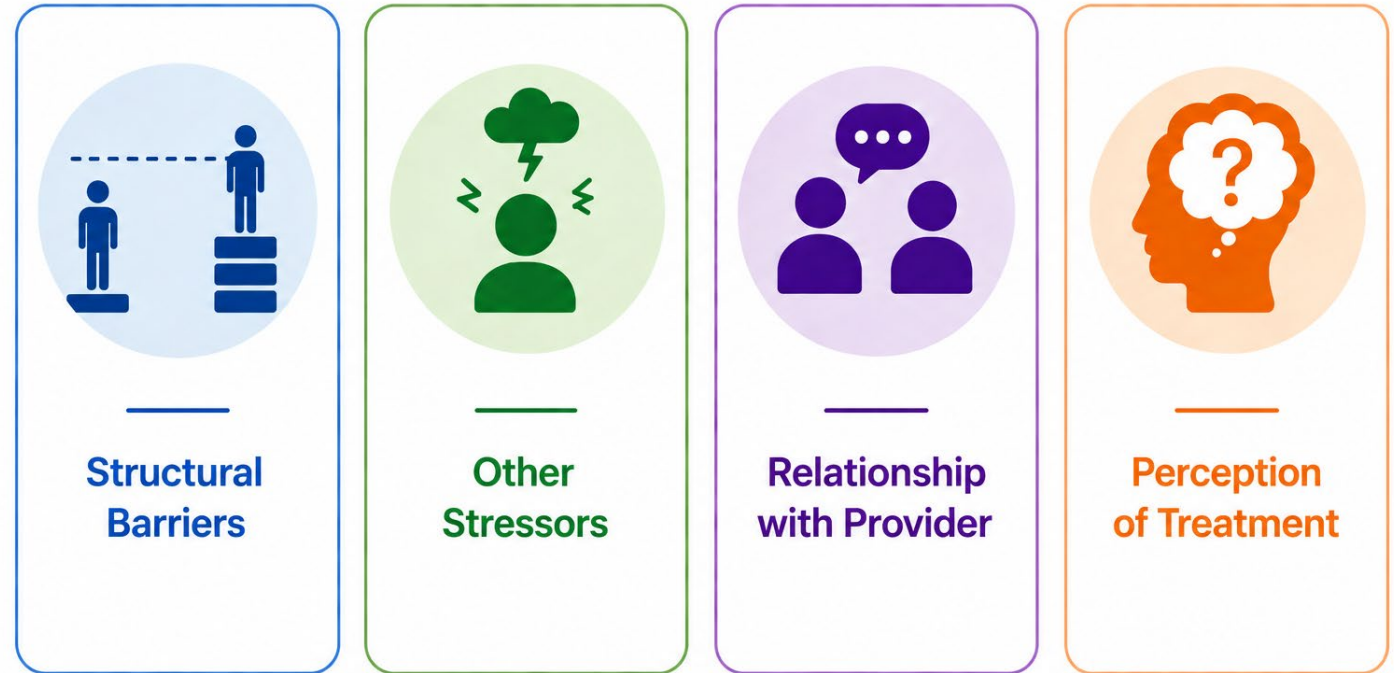 Structural
Barriers
Other
Stressors
Relationship
with Provider
?
Perception
of Treatment